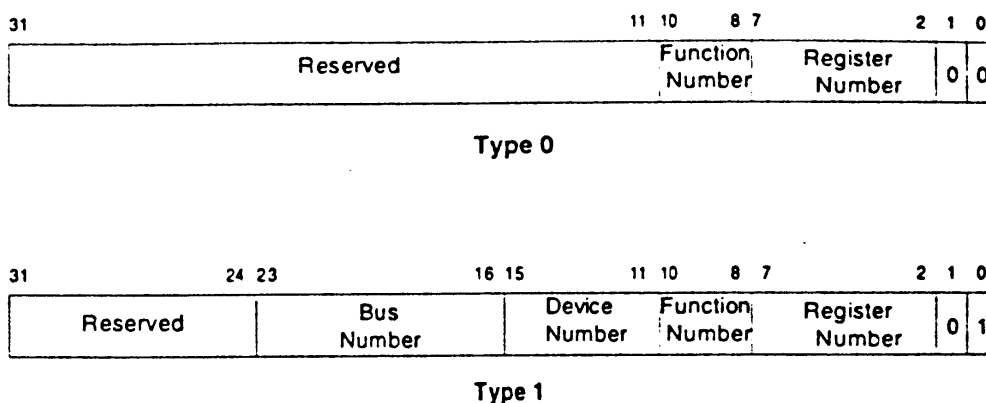 31 11 10 8 7 2 1 0
Reserved Function Number Register Number 0 0
Type 0
31 24 23 16 15 11 10 8 7 2 1 0
Reserved Bus Number Device Number Function Number Register Number 0 1
Type 1